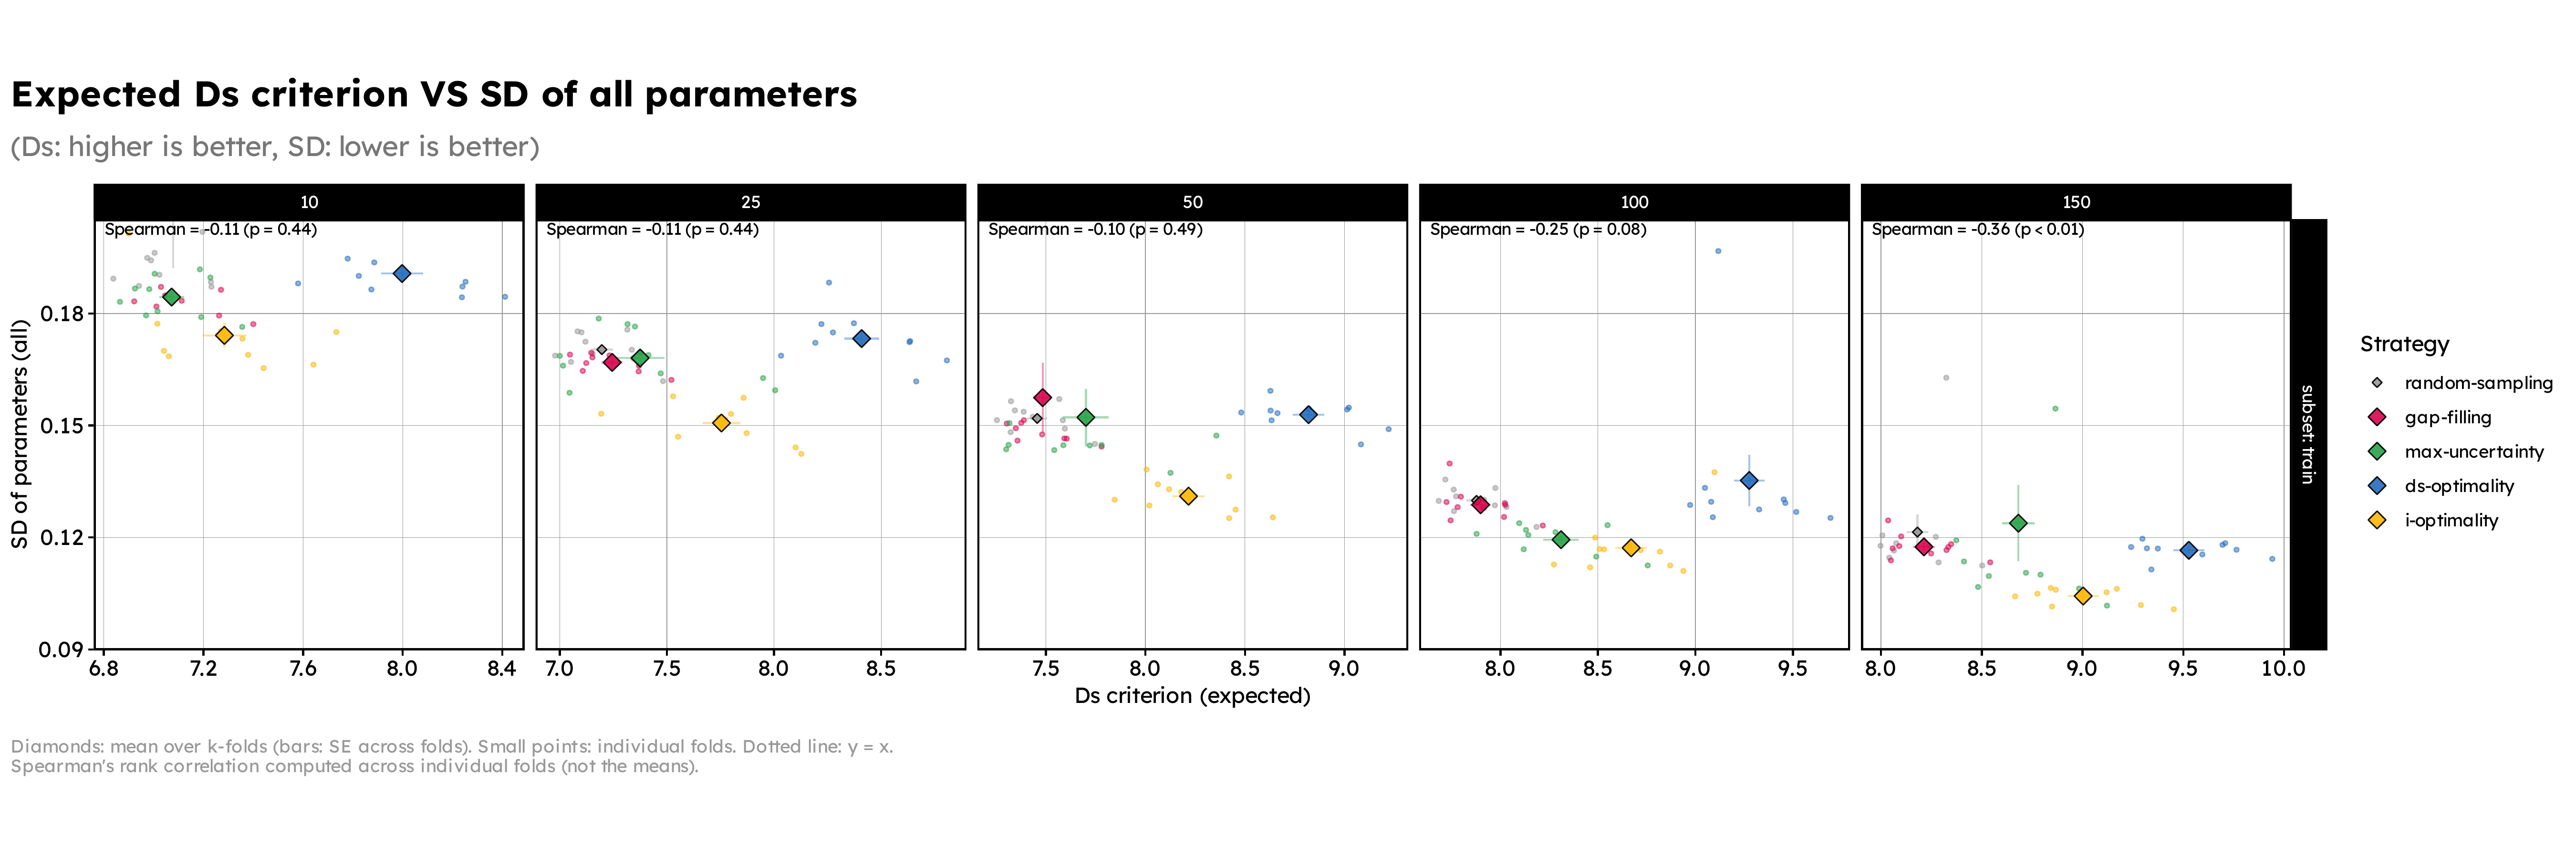 Expected Ds criterion VS SD of all parameters
(Ds: higher is better, SD: lower is better)
10
25
50
100
150
Spearman = -0.11 (p = 0.44)
Spearman = -0.11 (p = 0.44)
Spearman = -0.10 (p = 0.49)
Spearman = -0.25 (p = 0.08)
Spearman = -0.36 (p < 0.01)
SD of parameters (all)
0.18
0.15
0.12
0.09
6.8 7.2 7.6 8.0 8.4
7.0 7.5 8.0 8.5
7.5 8.0 8.5 9.0
8.0 8.5 9.0 9.5
8.0 8.5 9.0 9.5 10.0
Ds criterion (expected)
subset: train
Strategy
random-sampling
gap-filling
max-uncertainty
ds-optimality
i-optimality
Diamonds: mean over k-folds (bars: SE across folds). Small points: individual folds. Dotted line: y = x.
Spearman's rank correlation computed across individual folds (not the means).